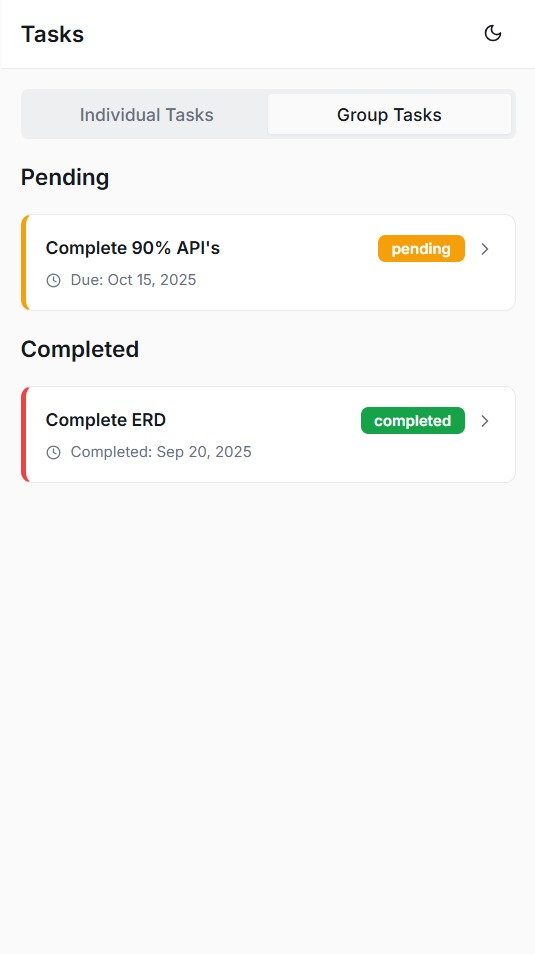 Tasks
Individual Tasks
Group Tasks
Pending
Complete 90% API's
pending
Due: Oct 15, 2025
Completed
Complete ERD
completed
Completed: Sep 20, 2025